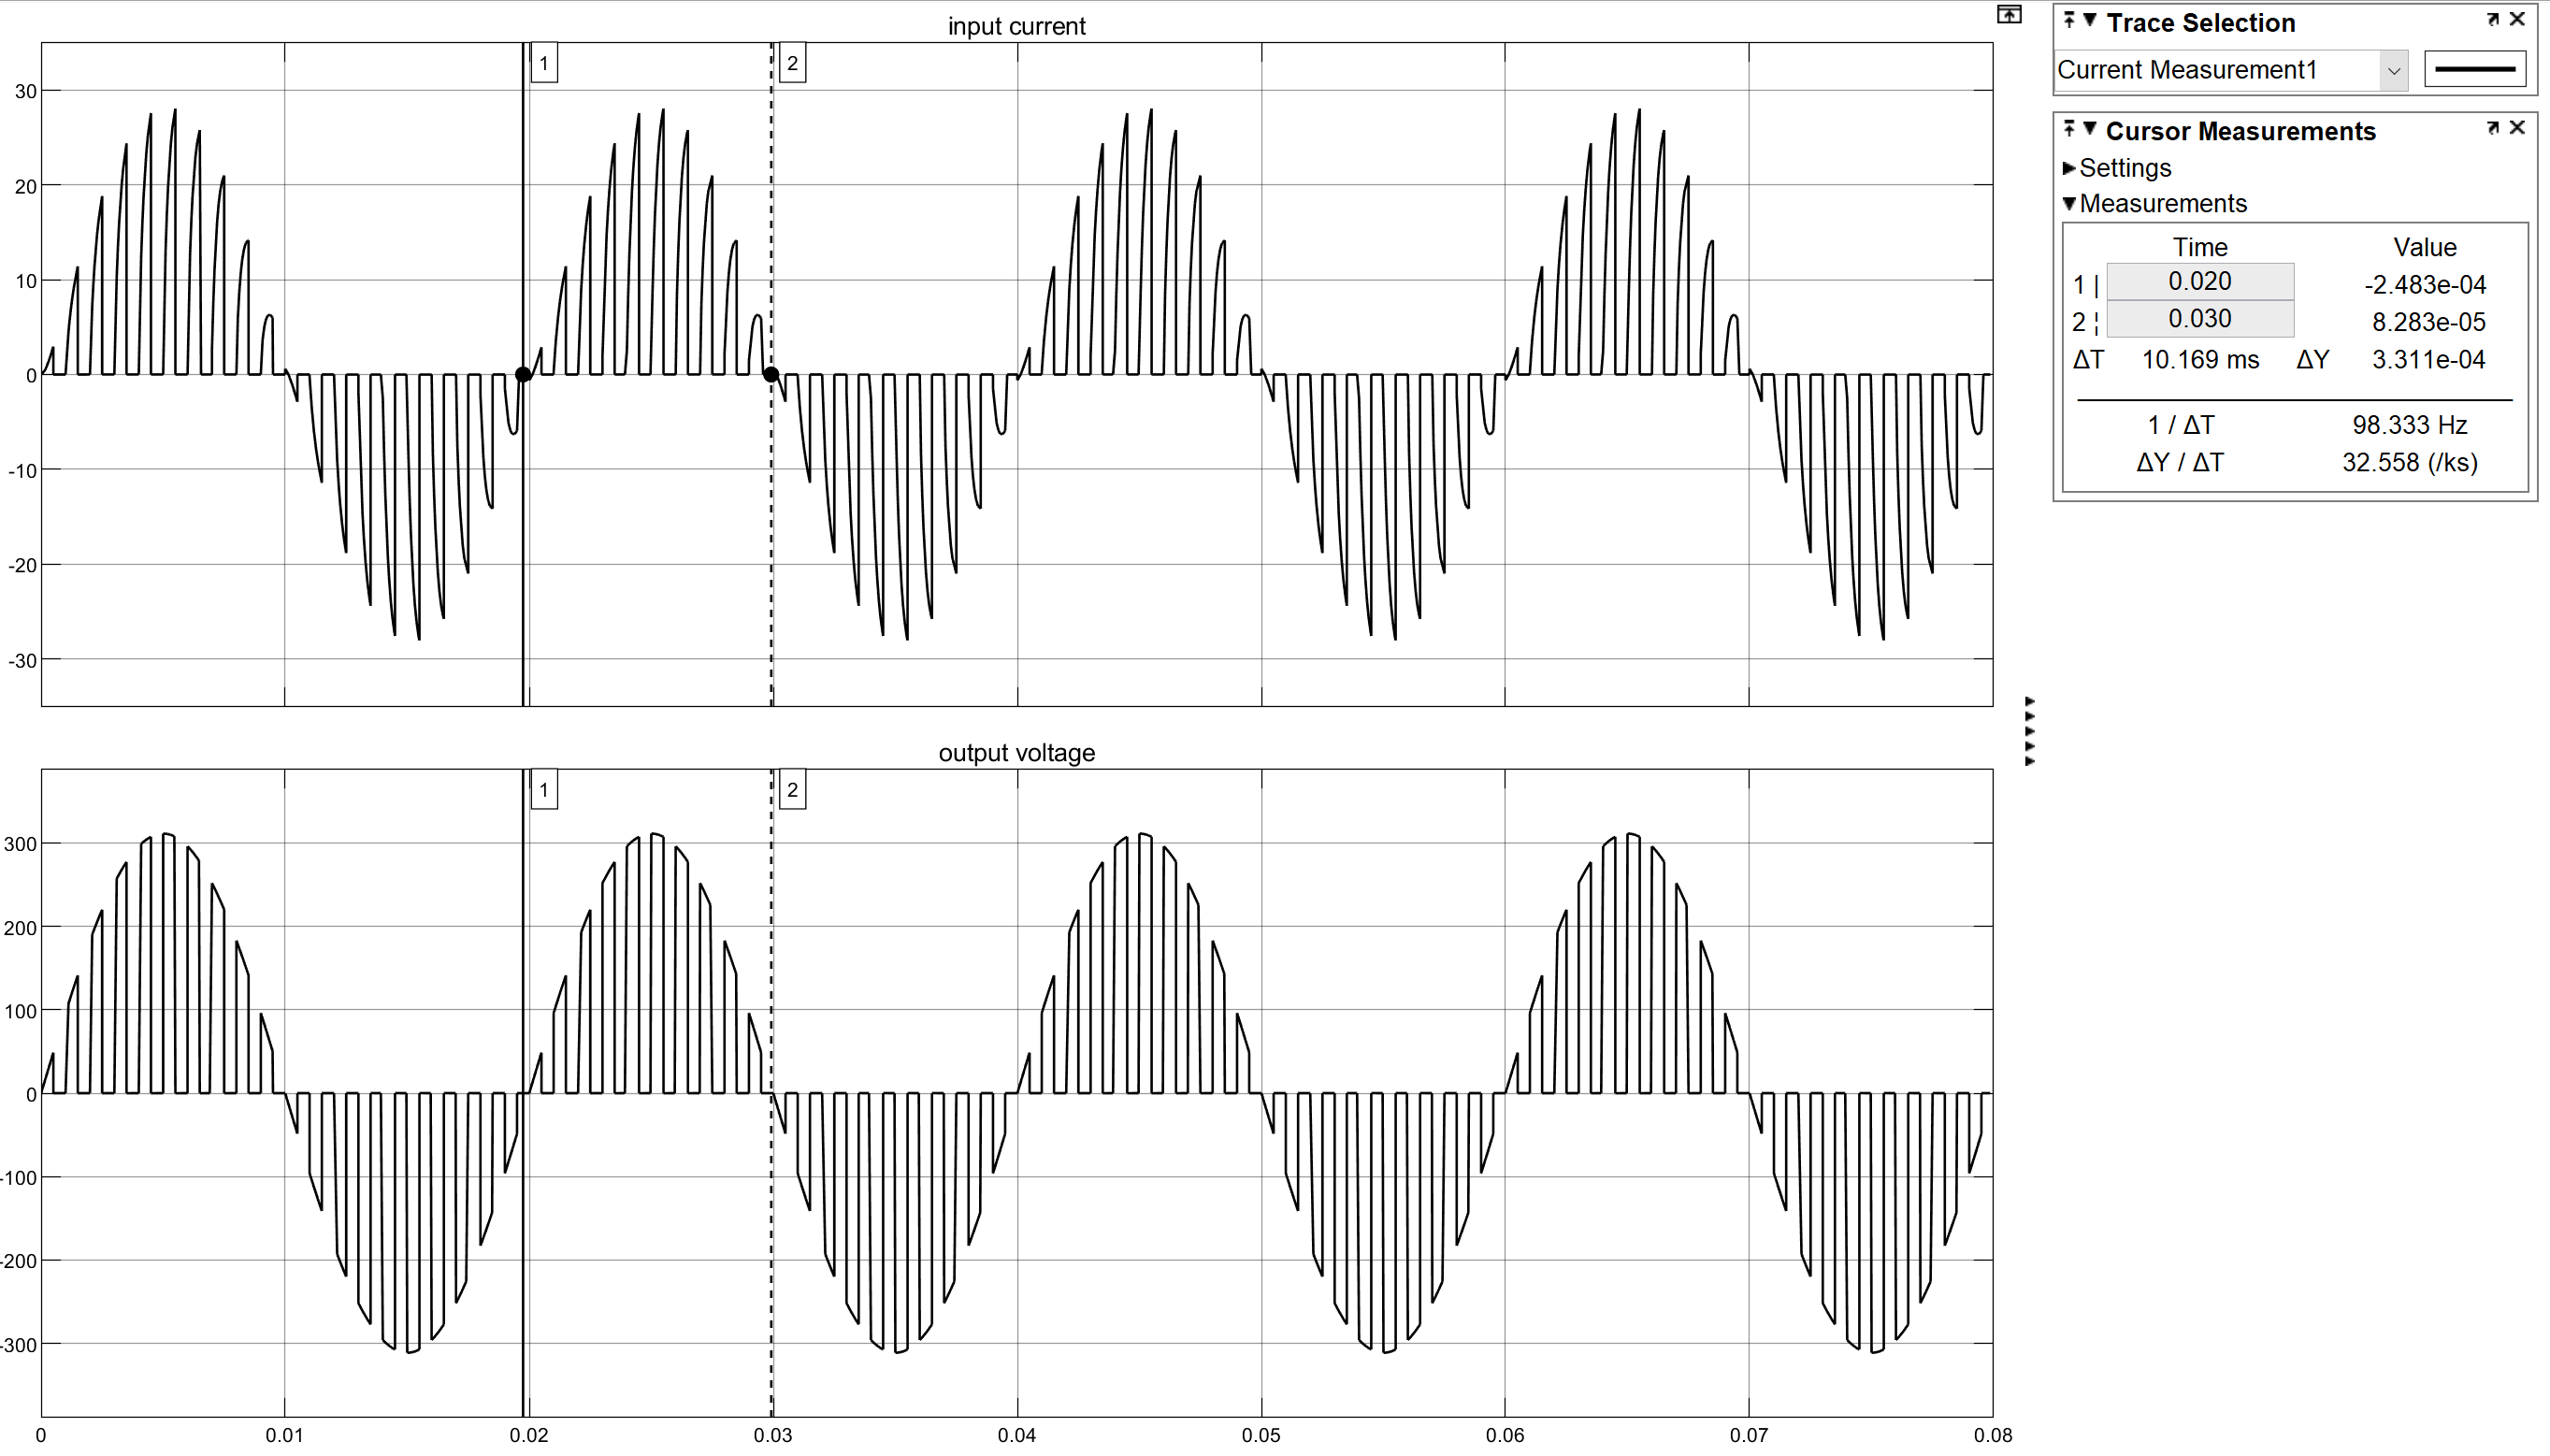 input current
1
2
30
20
10
0
-10
-20
-30
output voltage
1
2
300
200
100
0
-100
-200
-300
0 0.01 0.02 0.03 0.04 0.05 0.06 0.07 0.08
Trace Selection
Current Measurement1
Cursor Measurements
Settings
Measurements
Time Value
1 | 0.020 -2.483e-04
2 ¦ 0.030 8.283e-05
ΔT 10.169 ms ΔY 3.311e-04
1 / ΔT 98.333 Hz
ΔY / ΔT 32.558 (/ks)